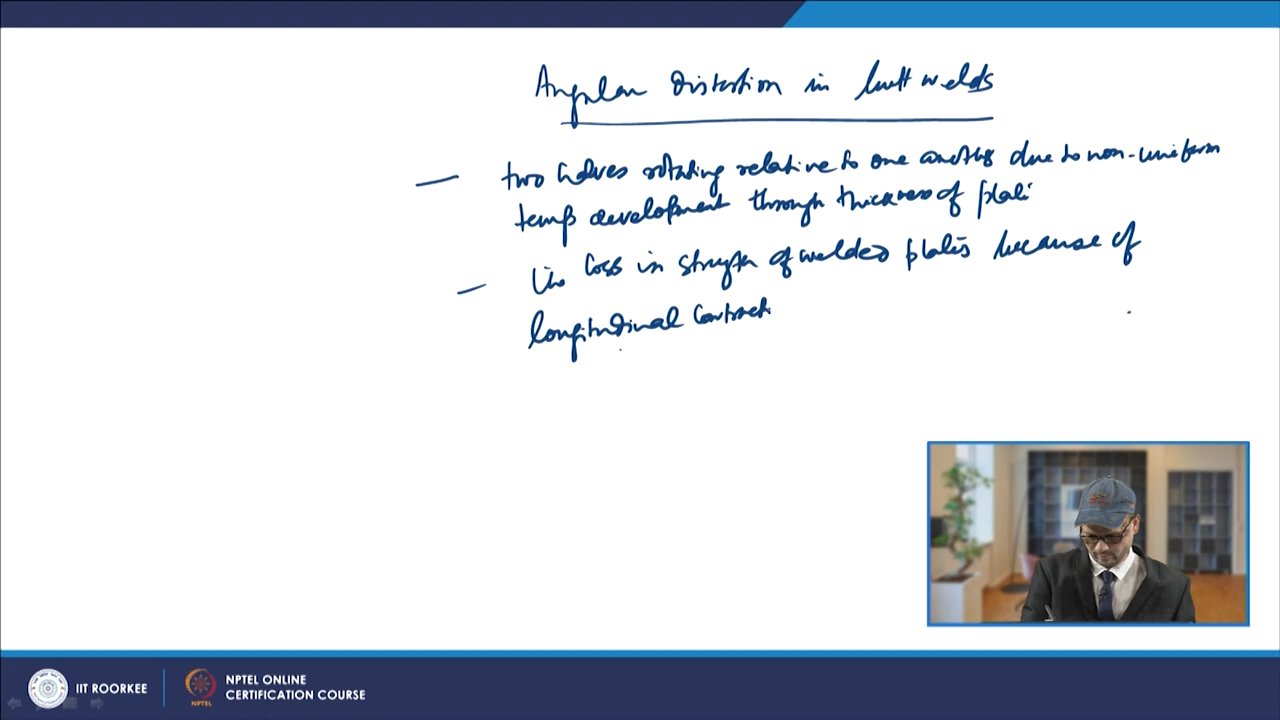 Angular Distortion in butt welds
— two halves rotating relative to one another due to non-uniform
temp development through thickness of plate
— the loss in strength of welded plates because of
longitudinal contracti
IIT ROORKEE
NPTEL
NPTEL ONLINE
CERTIFICATION COURSE